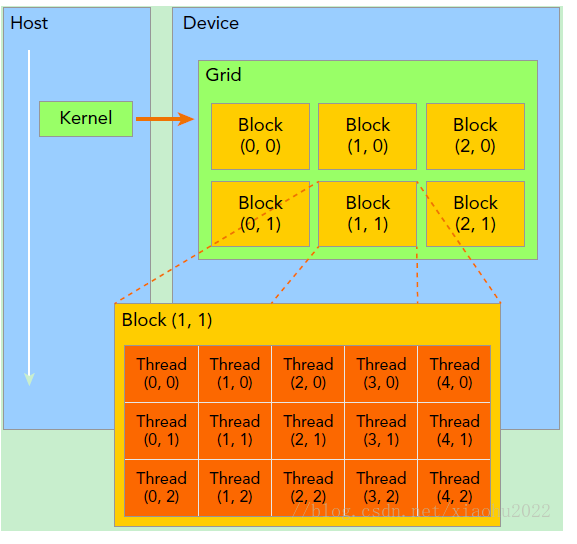 Host
Device
Grid
Kernel
Block
(0, 0)
Block
(1, 0)
Block
(2, 0)
Block
(0, 1)
Block
(1, 1)
Block
(2, 1)
Block (1, 1)
Thread
(0, 0)
Thread
(1, 0)
Thread
(2, 0)
Thread
(3, 0)
Thread
(4, 0)
Thread
(0, 1)
Thread
(1, 1)
Thread
(2, 1)
Thread
(3, 1)
Thread
(4, 1)
Thread
(0, 2)
Thread
(1, 2)
Thread
(2, 2)
Thread
(3, 2)
Thread
(4, 2)